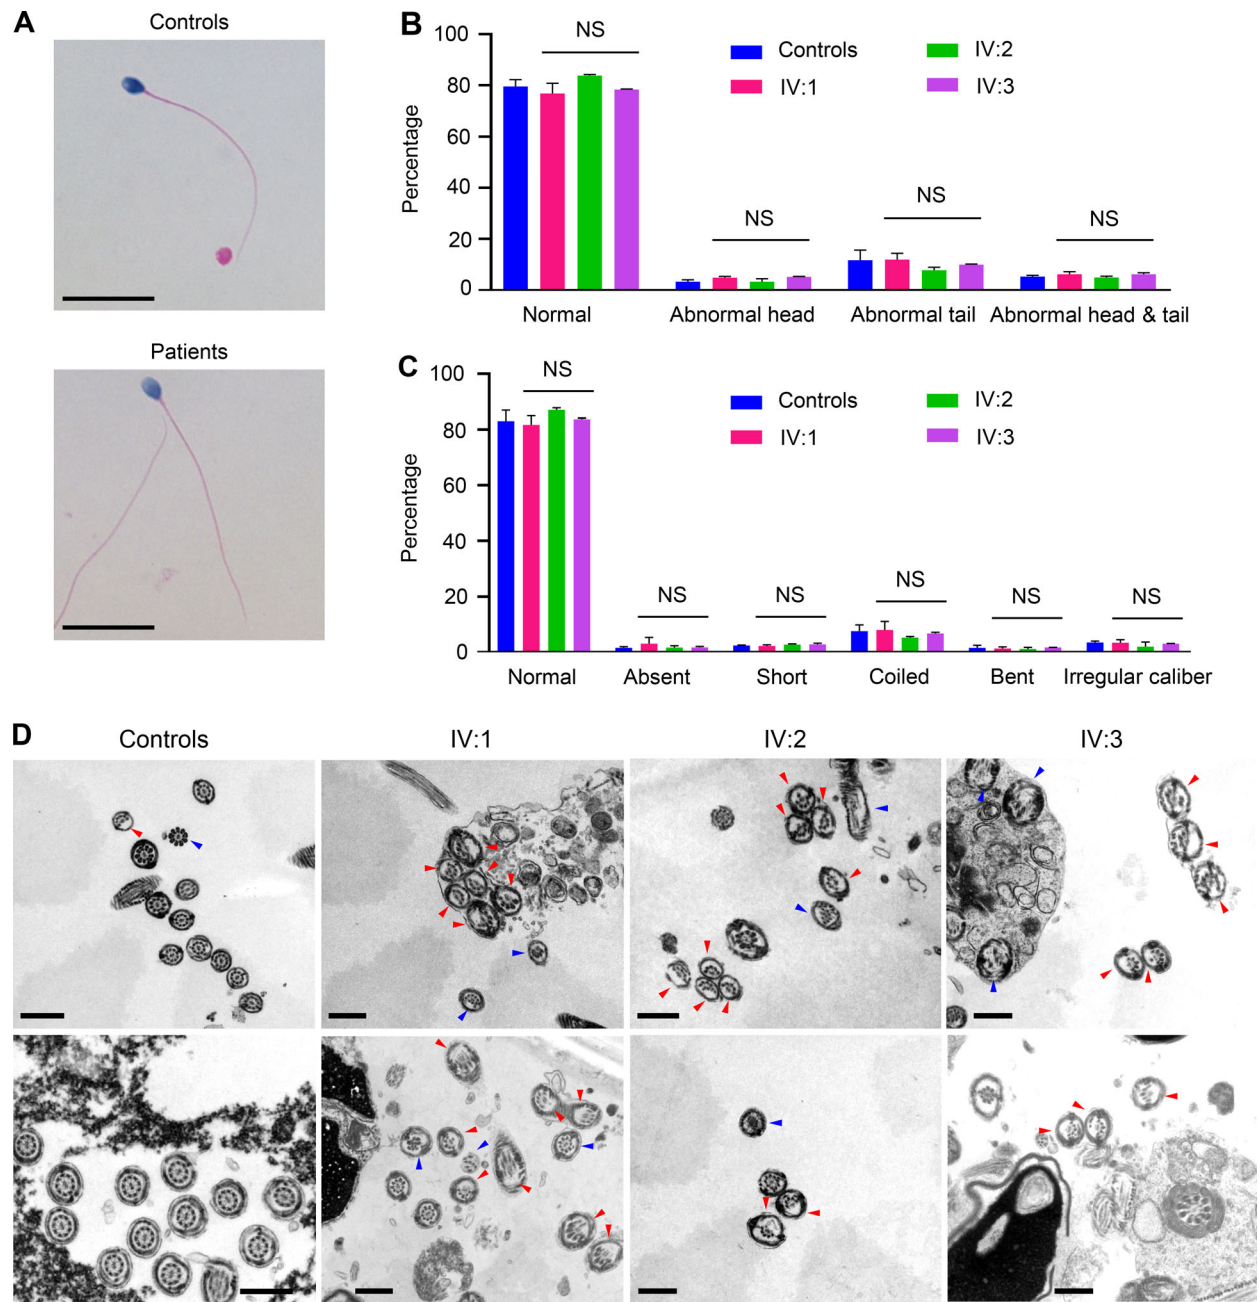 A
Controls
Patients
B
Percentage
100
80
60
40
20
0
NS
NS
NS
NS
Controls
IV:1
IV:2
IV:3
Normal
Abnormal head
Abnormal tail
Abnormal head & tail
C
Percentage
100
80
60
40
20
0
NS
NS
NS
NS
NS
NS
Controls
IV:1
IV:2
IV:3
Normal
Absent
Short
Coiled
Bent
Irregular caliber
D
Controls
IV:1
IV:2
IV:3